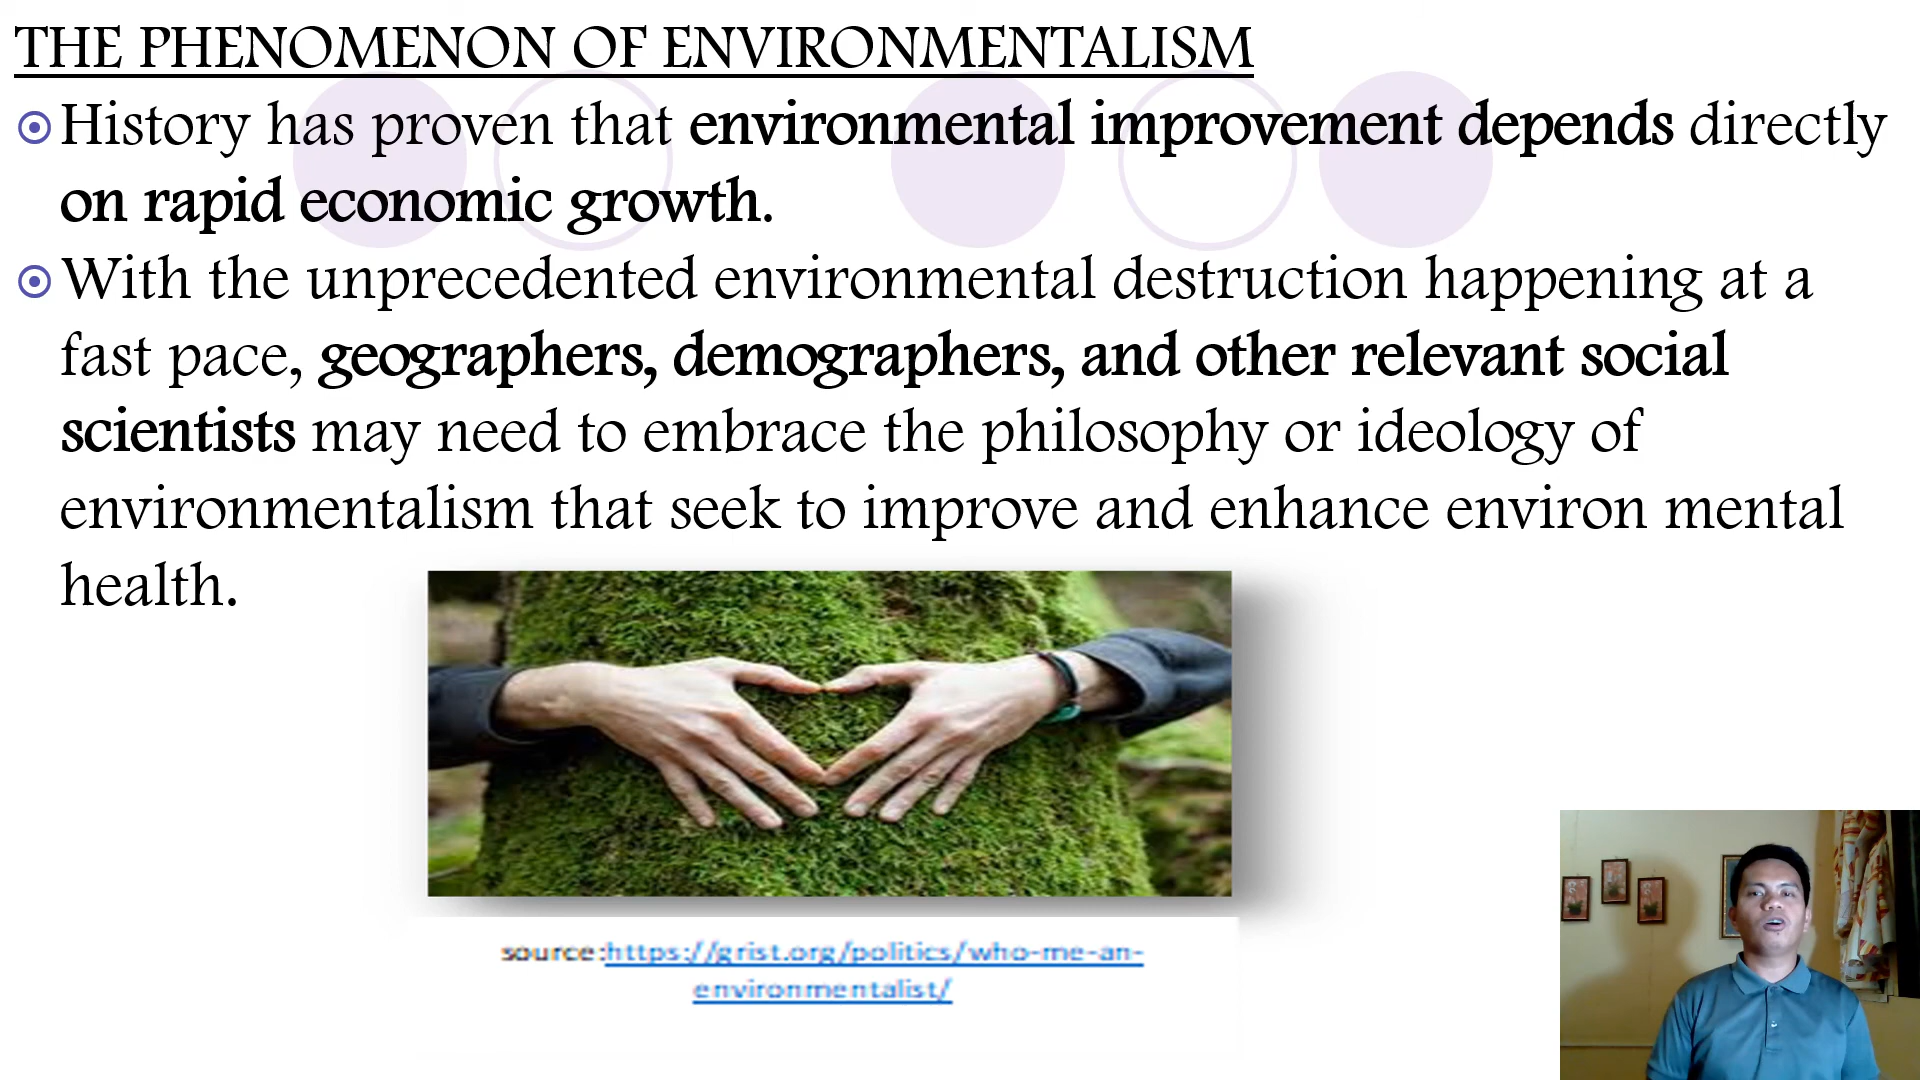 THE PHENOMENON OF ENVIRONMENTALISM
History has proven that environmental improvement depends directly
on rapid economic growth.
With the unprecedented environmental destruction happening at a
fast pace, geographers, demographers, and other relevant social
scientists may need to embrace the philosophy or ideology of
environmentalism that seek to improve and enhance environ mental
health.
source:https://grist.org/politics/who-me-an-
environmentalist/